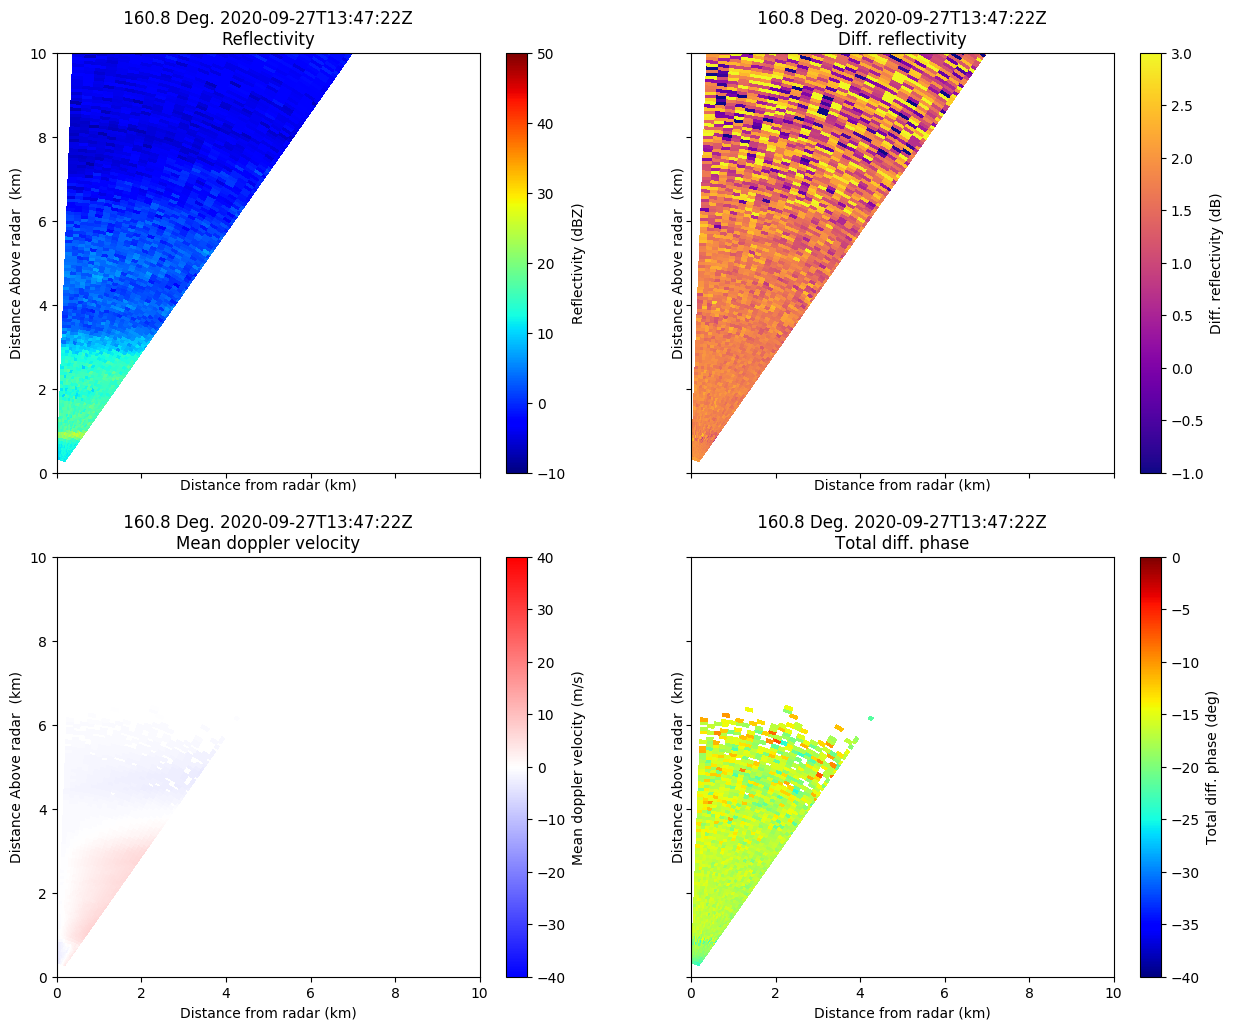 160.8 Deg. 2020-09-27T13:47:22Z
Reflectivity
10
8
6
4
2
0
Distance Above radar  (km)
Distance from radar (km)
50
40
30
20
10
0
−10
Reflectivity (dBZ)
160.8 Deg. 2020-09-27T13:47:22Z
Diff. reflectivity
Distance Above radar  (km)
Distance from radar (km)
3.0
2.5
2.0
1.5
1.0
0.5
0.0
−0.5
−1.0
Diff. reflectivity (dB)
160.8 Deg. 2020-09-27T13:47:22Z
Mean doppler velocity
10
8
6
4
2
0
Distance Above radar  (km)
0 2 4 6 8 10
Distance from radar (km)
40
30
20
10
0
−10
−20
−30
−40
Mean doppler velocity (m/s)
160.8 Deg. 2020-09-27T13:47:22Z
Total diff. phase
Distance Above radar  (km)
0 2 4 6 8 10
Distance from radar (km)
0
−5
−10
−15
−20
−25
−30
−35
−40
Total diff. phase (deg)